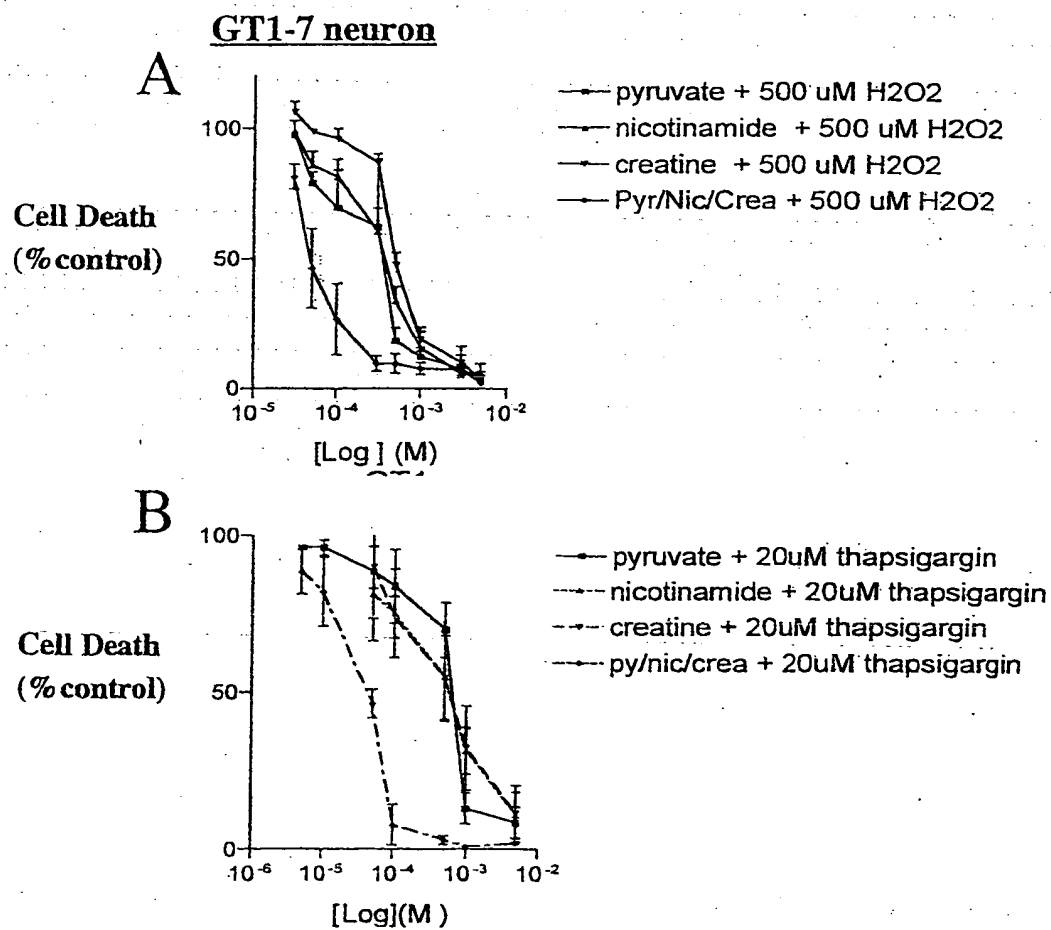 GT1-7 neuron
A
pyruvate + 500 uM H2O2
nicotinamide + 500 uM H2O2
creatine + 500 uM H2O2
Pyr/Nic/Crea + 500 uM H2O2
Cell Death
(% control)
100
50
0
10-5 10-4 10-3 10-2
[Log ] (M)
B
pyruvate + 20uM thapsigargin
nicotinamide + 20uM thapsigargin
creatine + 20uM thapsigargin
py/nic/crea + 20uM thapsigargin
Cell Death
(% control)
100
50
0
10-6 10-5 10-4 10-3 10-2
[Log](M )